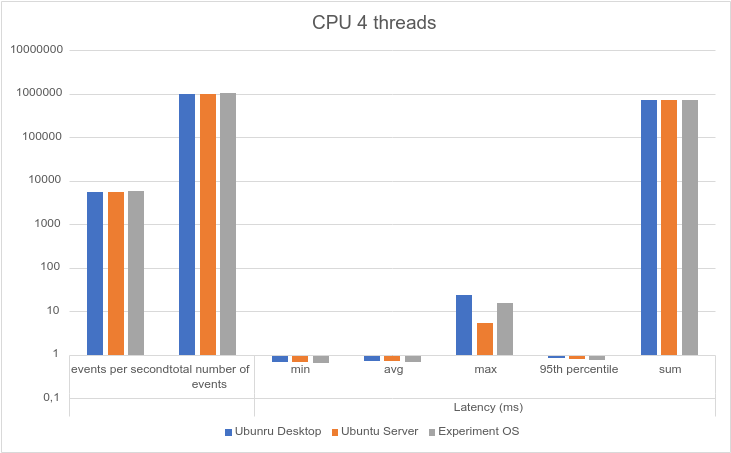 CPU 4 threads
10000000
1000000
100000
10000
1000
100
10
1
0,1
events per second
total number of
events
min
avg
max
95th percentile
sum
Latency (ms)
Ubunru Desktop
Ubuntu Server
Experiment OS